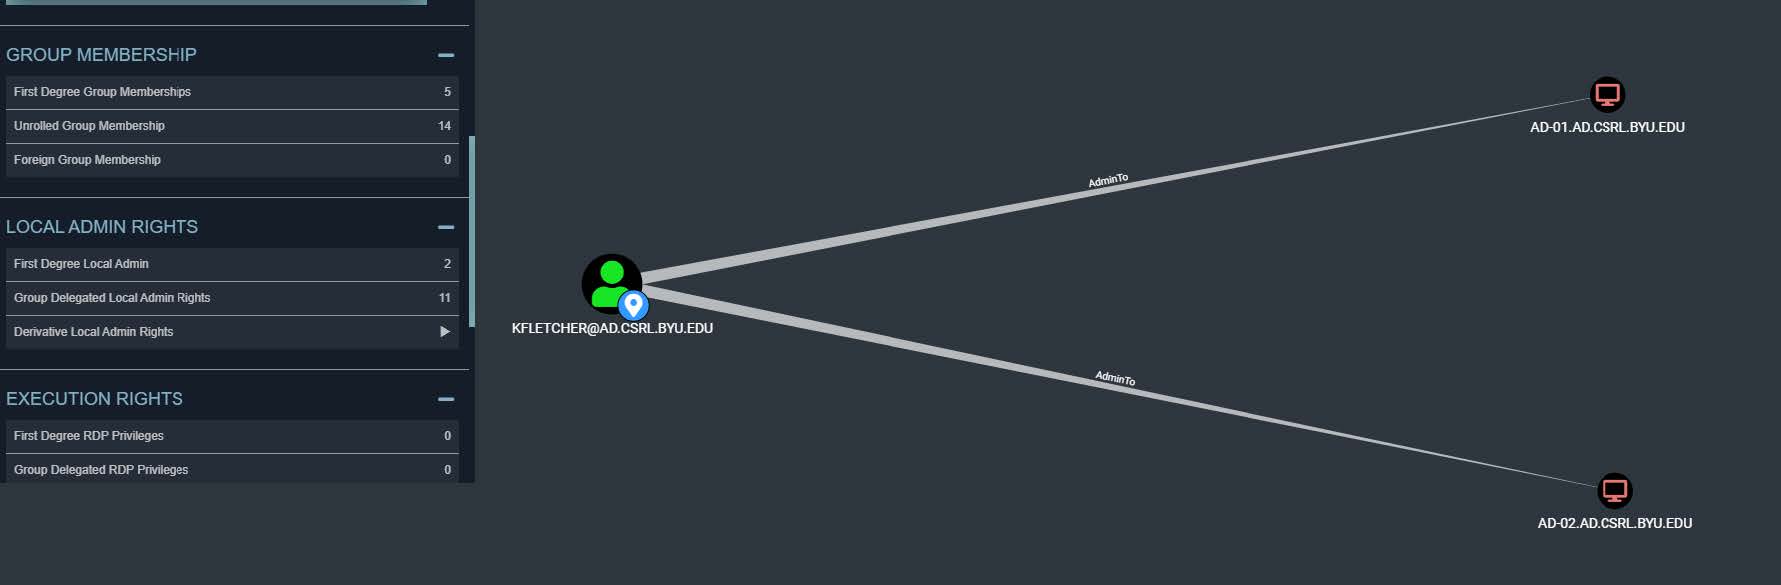 GROUP MEMBERSHIP
First Degree Group Memberships 5
Unrolled Group Membership 14
Foreign Group Membership 0
LOCAL ADMIN RIGHTS
First Degree Local Admin 2
Group Delegated Local Admin Rights 11
Derivative Local Admin Rights
EXECUTION RIGHTS
First Degree RDP Privileges 0
Group Delegated RDP Privileges 0
AD-01.AD.CSRL.BYU.EDU
AdminTo
KFLETCHER@AD.CSRL.BYU.EDU
AdminTo
AD-02.AD.CSRL.BYU.EDU